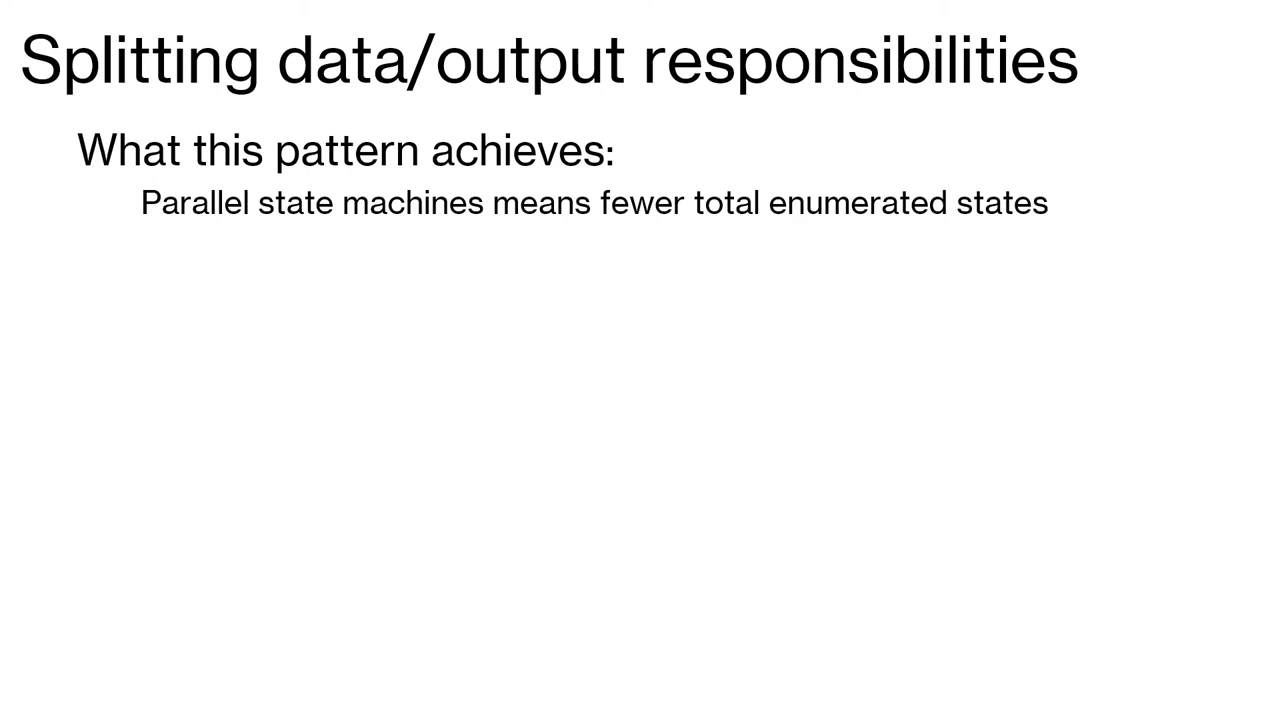 Splitting data/output responsibilities
What this pattern achieves:
Parallel state machines means fewer total enumerated states